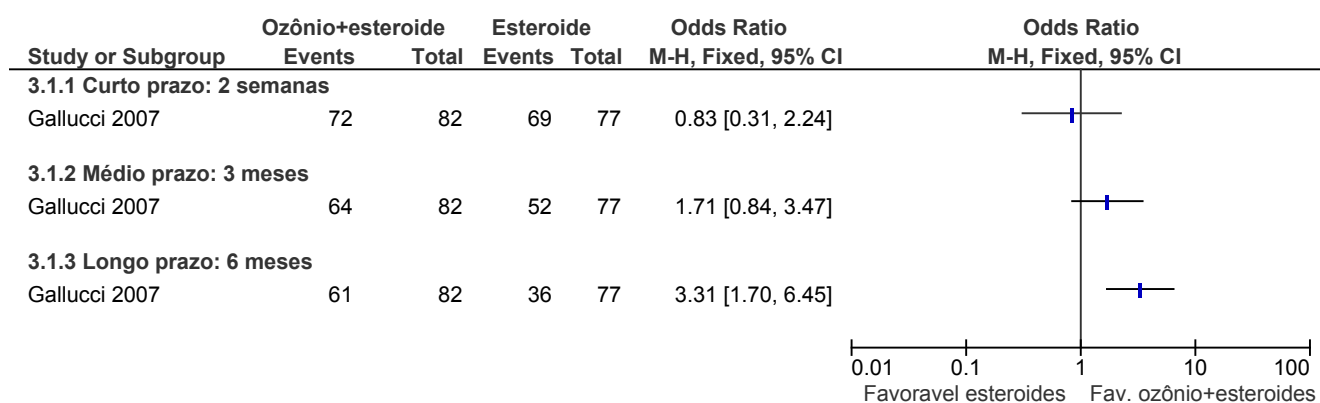 Ozônio+esteroide Esteroide Odds Ratio Odds Ratio
Study or Subgroup Events Total Events Total M-H, Fixed, 95% CI M-H, Fixed, 95% CI
3.1.1 Curto prazo: 2 semanas
Gallucci 2007 72 82 69 77 0.83 [0.31, 2.24]
3.1.2 Médio prazo: 3 meses
Gallucci 2007 64 82 52 77 1.71 [0.84, 3.47]
3.1.3 Longo prazo: 6 meses
Gallucci 2007 61 82 36 77 3.31 [1.70, 6.45]
0.01 0.1 1 10 100
Favoravel esteroides Fav. ozônio+esteroides